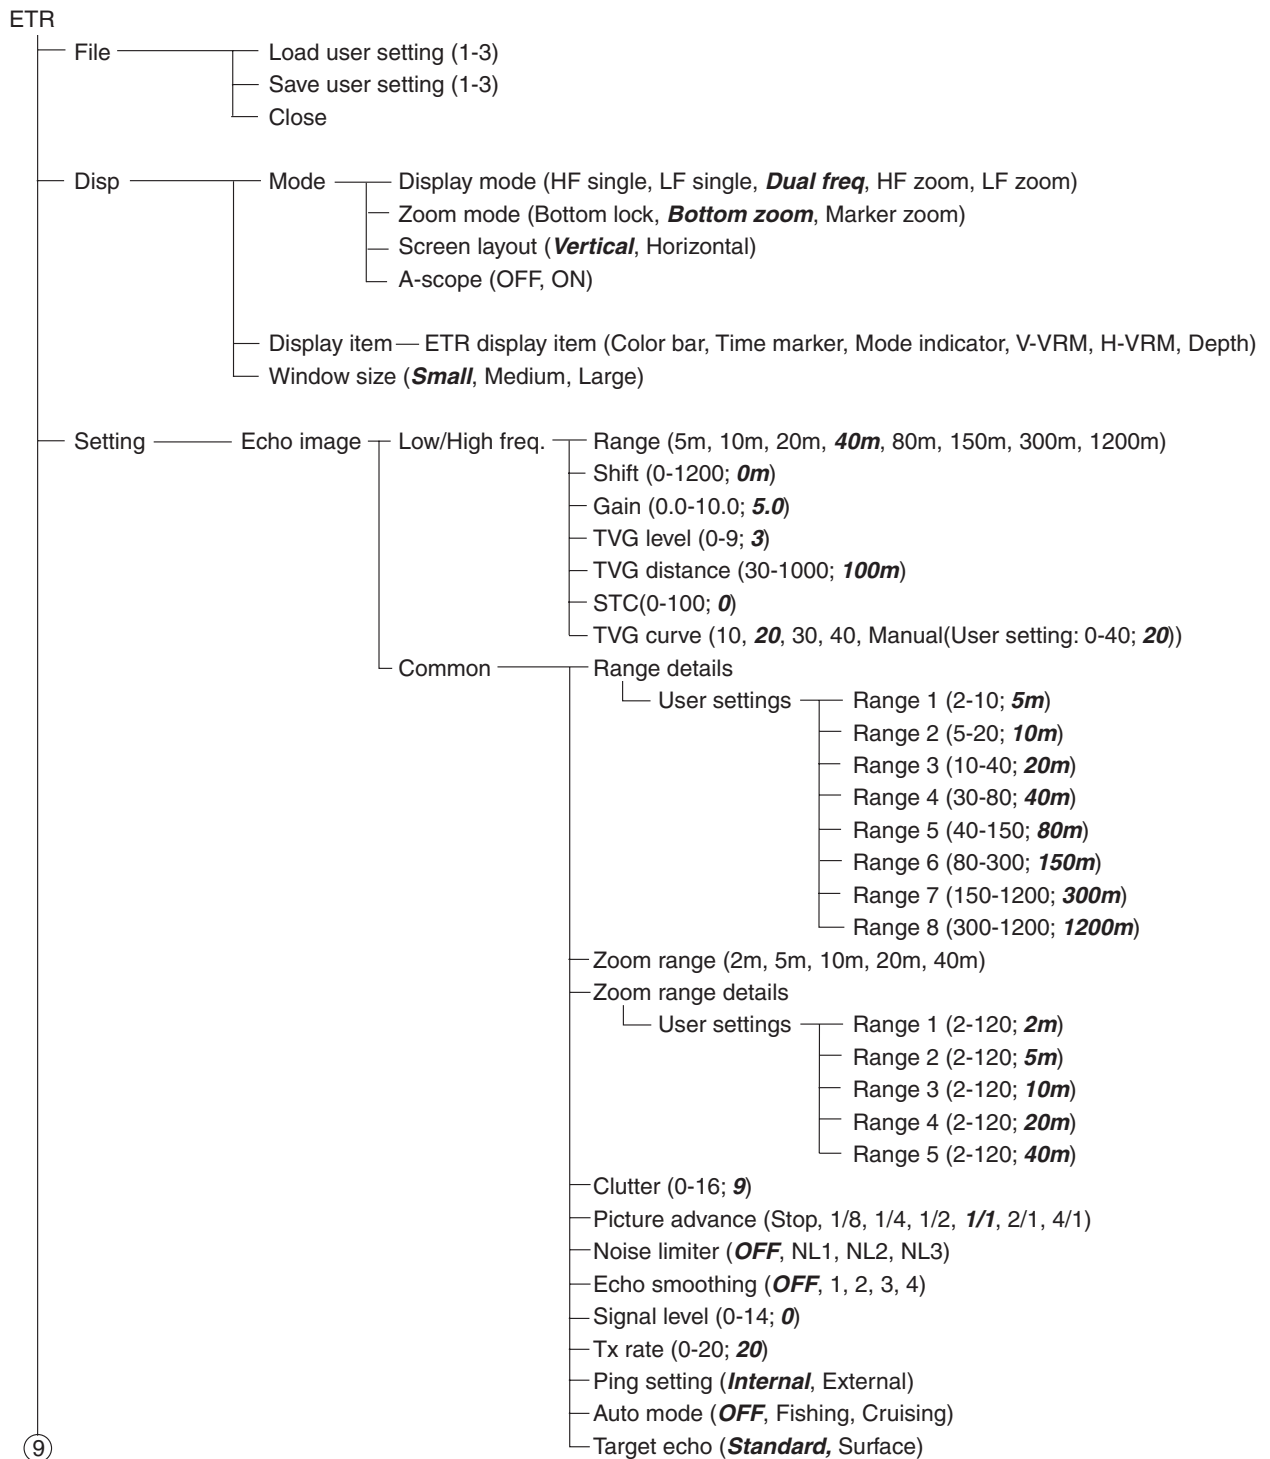 ETR
File
Load user setting (1-3)
Save user setting (1-3)
Close
Disp
Mode
Display mode (HF single, LF single, Dual freq, HF zoom, LF zoom)
Zoom mode (Bottom lock, Bottom zoom, Marker zoom)
Screen layout (Vertical, Horizontal)
A-scope (OFF, ON)
Display item
ETR display item (Color bar, Time marker, Mode indicator, V-VRM, H-VRM, Depth)
Window size (Small, Medium, Large)
Setting
Echo image
Low/High freq.
Range (5m, 10m, 20m, 40m, 80m, 150m, 300m, 1200m)
Shift (0-1200; 0m)
Gain (0.0-10.0; 5.0)
TVG level (0-9; 3)
TVG distance (30-1000; 100m)
STC(0-100; 0)
TVG curve (10, 20, 30, 40, Manual(User setting: 0-40; 20))
Common
Range details
User settings
Range 1 (2-10; 5m)
Range 2 (5-20; 10m)
Range 3 (10-40; 20m)
Range 4 (30-80; 40m)
Range 5 (40-150; 80m)
Range 6 (80-300; 150m)
Range 7 (150-1200; 300m)
Range 8 (300-1200; 1200m)
Zoom range (2m, 5m, 10m, 20m, 40m)
Zoom range details
User settings
Range 1 (2-120; 2m)
Range 2 (2-120; 5m)
Range 3 (2-120; 10m)
Range 4 (2-120; 20m)
Range 5 (2-120; 40m)
Clutter (0-16; 9)
Picture advance (Stop, 1/8, 1/4, 1/2, 1/1, 2/1, 4/1)
Noise limiter (OFF, NL1, NL2, NL3)
Echo smoothing (OFF, 1, 2, 3, 4)
Signal level (0-14; 0)
Tx rate (0-20; 20)
Ping setting (Internal, External)
Auto mode (OFF, Fishing, Cruising)
Target echo (Standard, Surface)
9